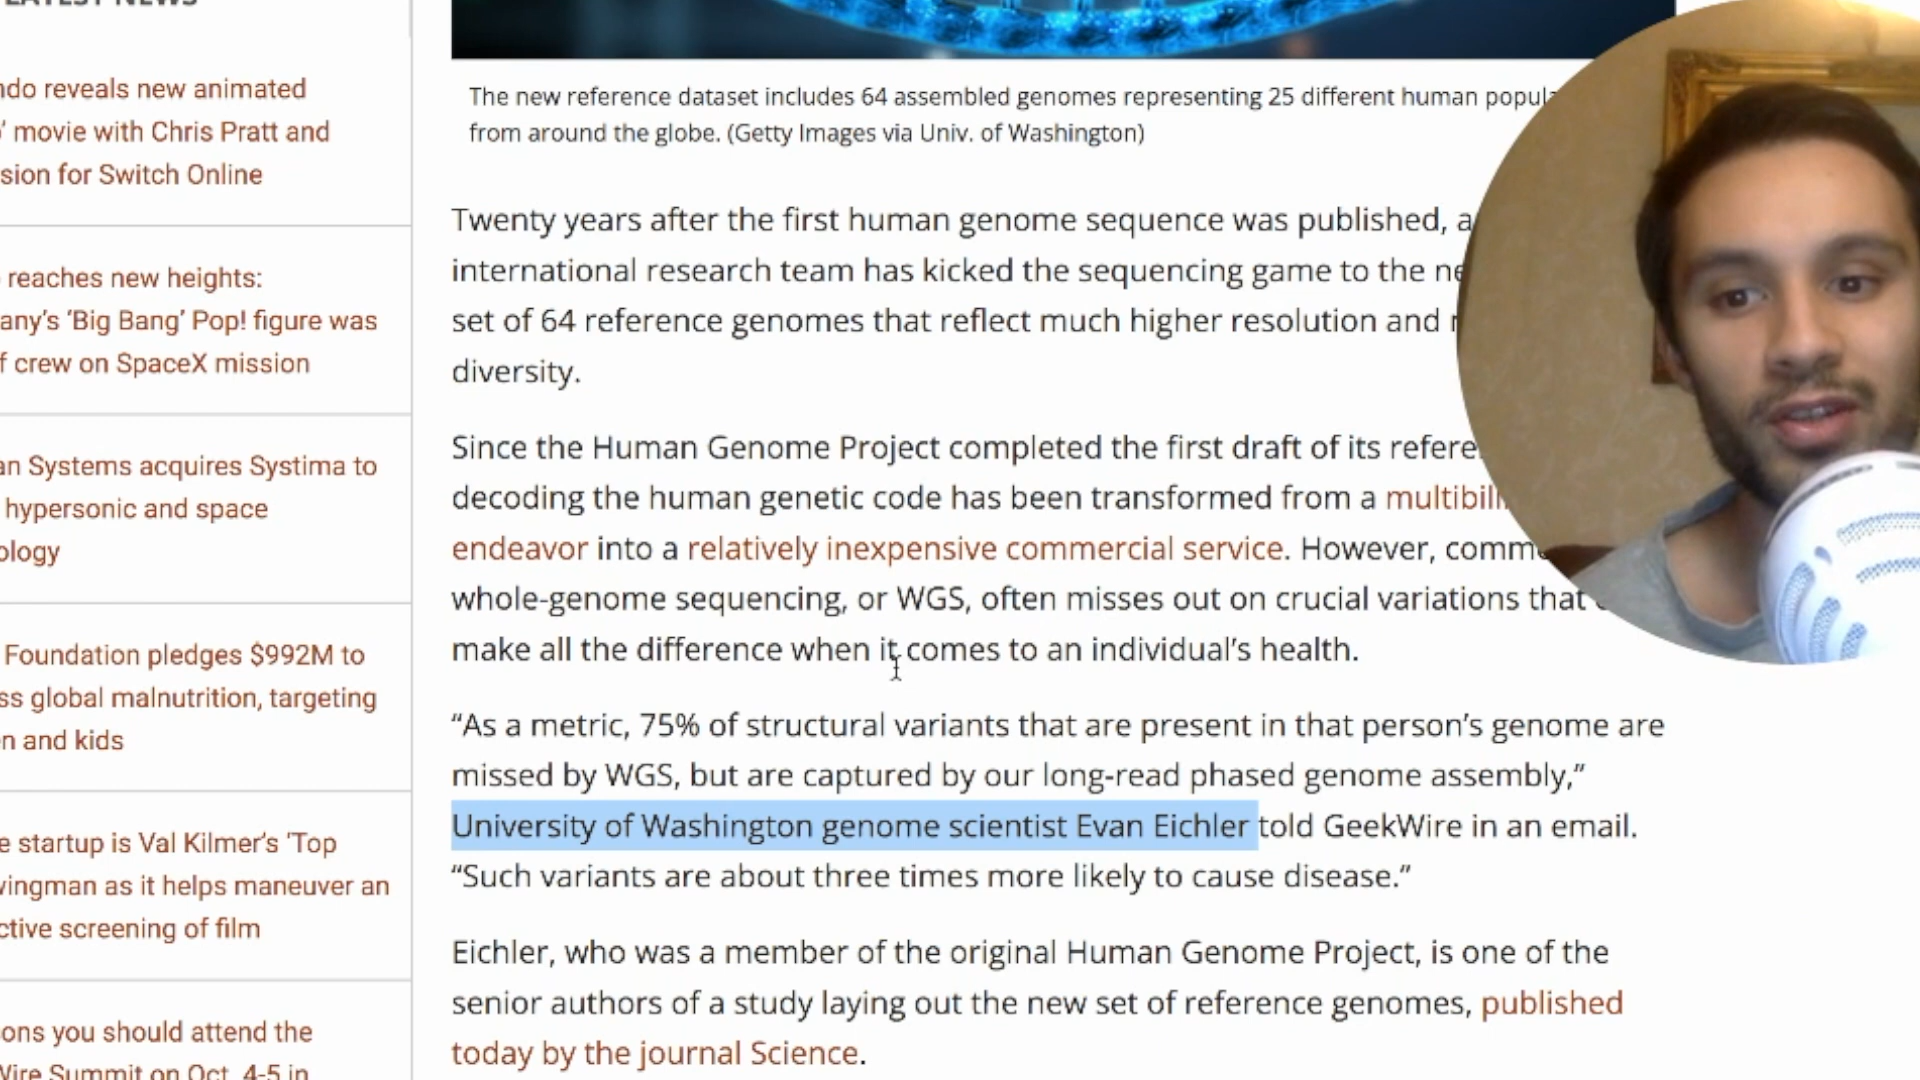 LATEST NEWS
ndo reveals new animated
’ movie with Chris Pratt and
sion for Switch Online
reaches new heights:
any’s ‘Big Bang’ Pop! figure was
f crew on SpaceX mission
an Systems acquires Systima to
hypersonic and space
ology
Foundation pledges $992M to
ss global malnutrition, targeting
n and kids
e startup is Val Kilmer’s ‘Top
wingman as it helps maneuver an
ctive screening of film
ons you should attend the
Wire Summit on Oct. 4-5 in
The new reference dataset includes 64 assembled genomes representing 25 different human popula
from around the globe. (Getty Images via Univ. of Washington)
Twenty years after the first human genome sequence was published, a
international research team has kicked the sequencing game to the ne
set of 64 reference genomes that reflect much higher resolution and
diversity.
Since the Human Genome Project completed the first draft of its refere
decoding the human genetic code has been transformed from a multibill
endeavor into a relatively inexpensive commercial service. However, comm
whole-genome sequencing, or WGS, often misses out on crucial variations that
make all the difference when it comes to an individual’s health.
“As a metric, 75% of structural variants that are present in that person’s genome are
missed by WGS, but are captured by our long-read phased genome assembly,”
University of Washington genome scientist Evan Eichler told GeekWire in an email.
“Such variants are about three times more likely to cause disease.”
Eichler, who was a member of the original Human Genome Project, is one of the
senior authors of a study laying out the new set of reference genomes, published
today by the journal Science.